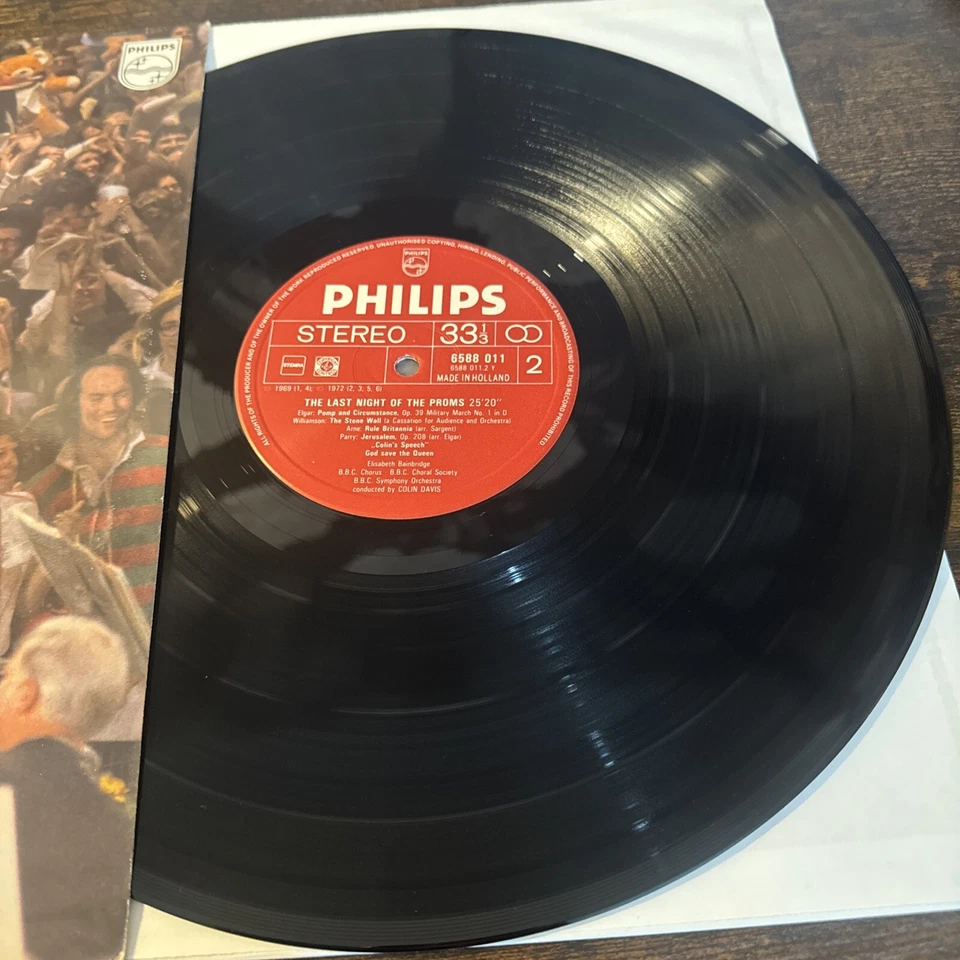 PHILIPS
ALL RIGHTS OF THE PRODUCER AND OF THE OWNER OF THE WORK REPRODUCED RESERVED. UNAUTHORISED COPYING, HIRING, LENDING, PUBLIC PERFORMANCE AND BROADCASTING OF THIS RECORD PROHIBITED
PHILIPS
PHILIPS
STEREO 33 1/3
STEMRA
6588 011
6588 011.2 Y
MADE IN HOLLAND
2
℗ 1969 (1, 4); ℗ 1972 (2, 3, 5, 6)
THE LAST NIGHT OF THE PROMS 25'20"
Elgar: Pomp and Circumstance, Op. 39 Military March No. 1 in D
Williamson: The Stone Wall (a Cassation for Audience and Orchestra)
Arne: Rule Britannia (arr. Sargent)
Parry: Jerusalem, Op. 208 (arr. Elgar)
„Colin's Speech"
God save the Queen
Elisabeth Bainbridge
B.B.C. Chorus - B.B.C. Choral Society
B.B.C. Symphony Orchestra
conducted by COLIN DAVIS